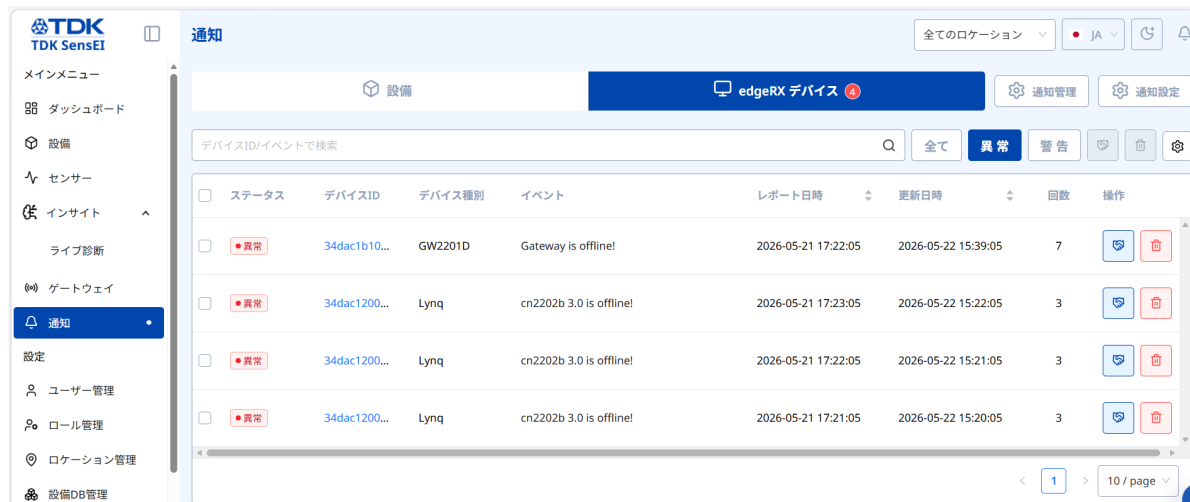 TDK
TDK SensEI
通知
全てのロケーション
JA
メインメニュー
ダッシュボード
設備
センサー
インサイト
ライブ診断
ゲートウェイ
通知
設定
ユーザー管理
ロール管理
ロケーション管理
設備DB管理
設備
edgeRX デバイス 4
通知管理
通知設定
デバイスID/イベントで検索
全て
異常
警告
ステータス デバイスID デバイス種別 イベント レポート日時 更新日時 回数 操作
異常 34dac1b10... GW2201D Gateway is offline! 2026-05-21 17:22:05 2026-05-22 15:39:05 7
異常 34dac1200... Lynq cn2202b 3.0 is offline! 2026-05-21 17:23:05 2026-05-22 15:22:05 3
異常 34dac1200... Lynq cn2202b 3.0 is offline! 2026-05-21 17:22:05 2026-05-22 15:21:05 3
異常 34dac1200... Lynq cn2202b 3.0 is offline! 2026-05-21 17:21:05 2026-05-22 15:20:05 3
< 1 > 10 / page